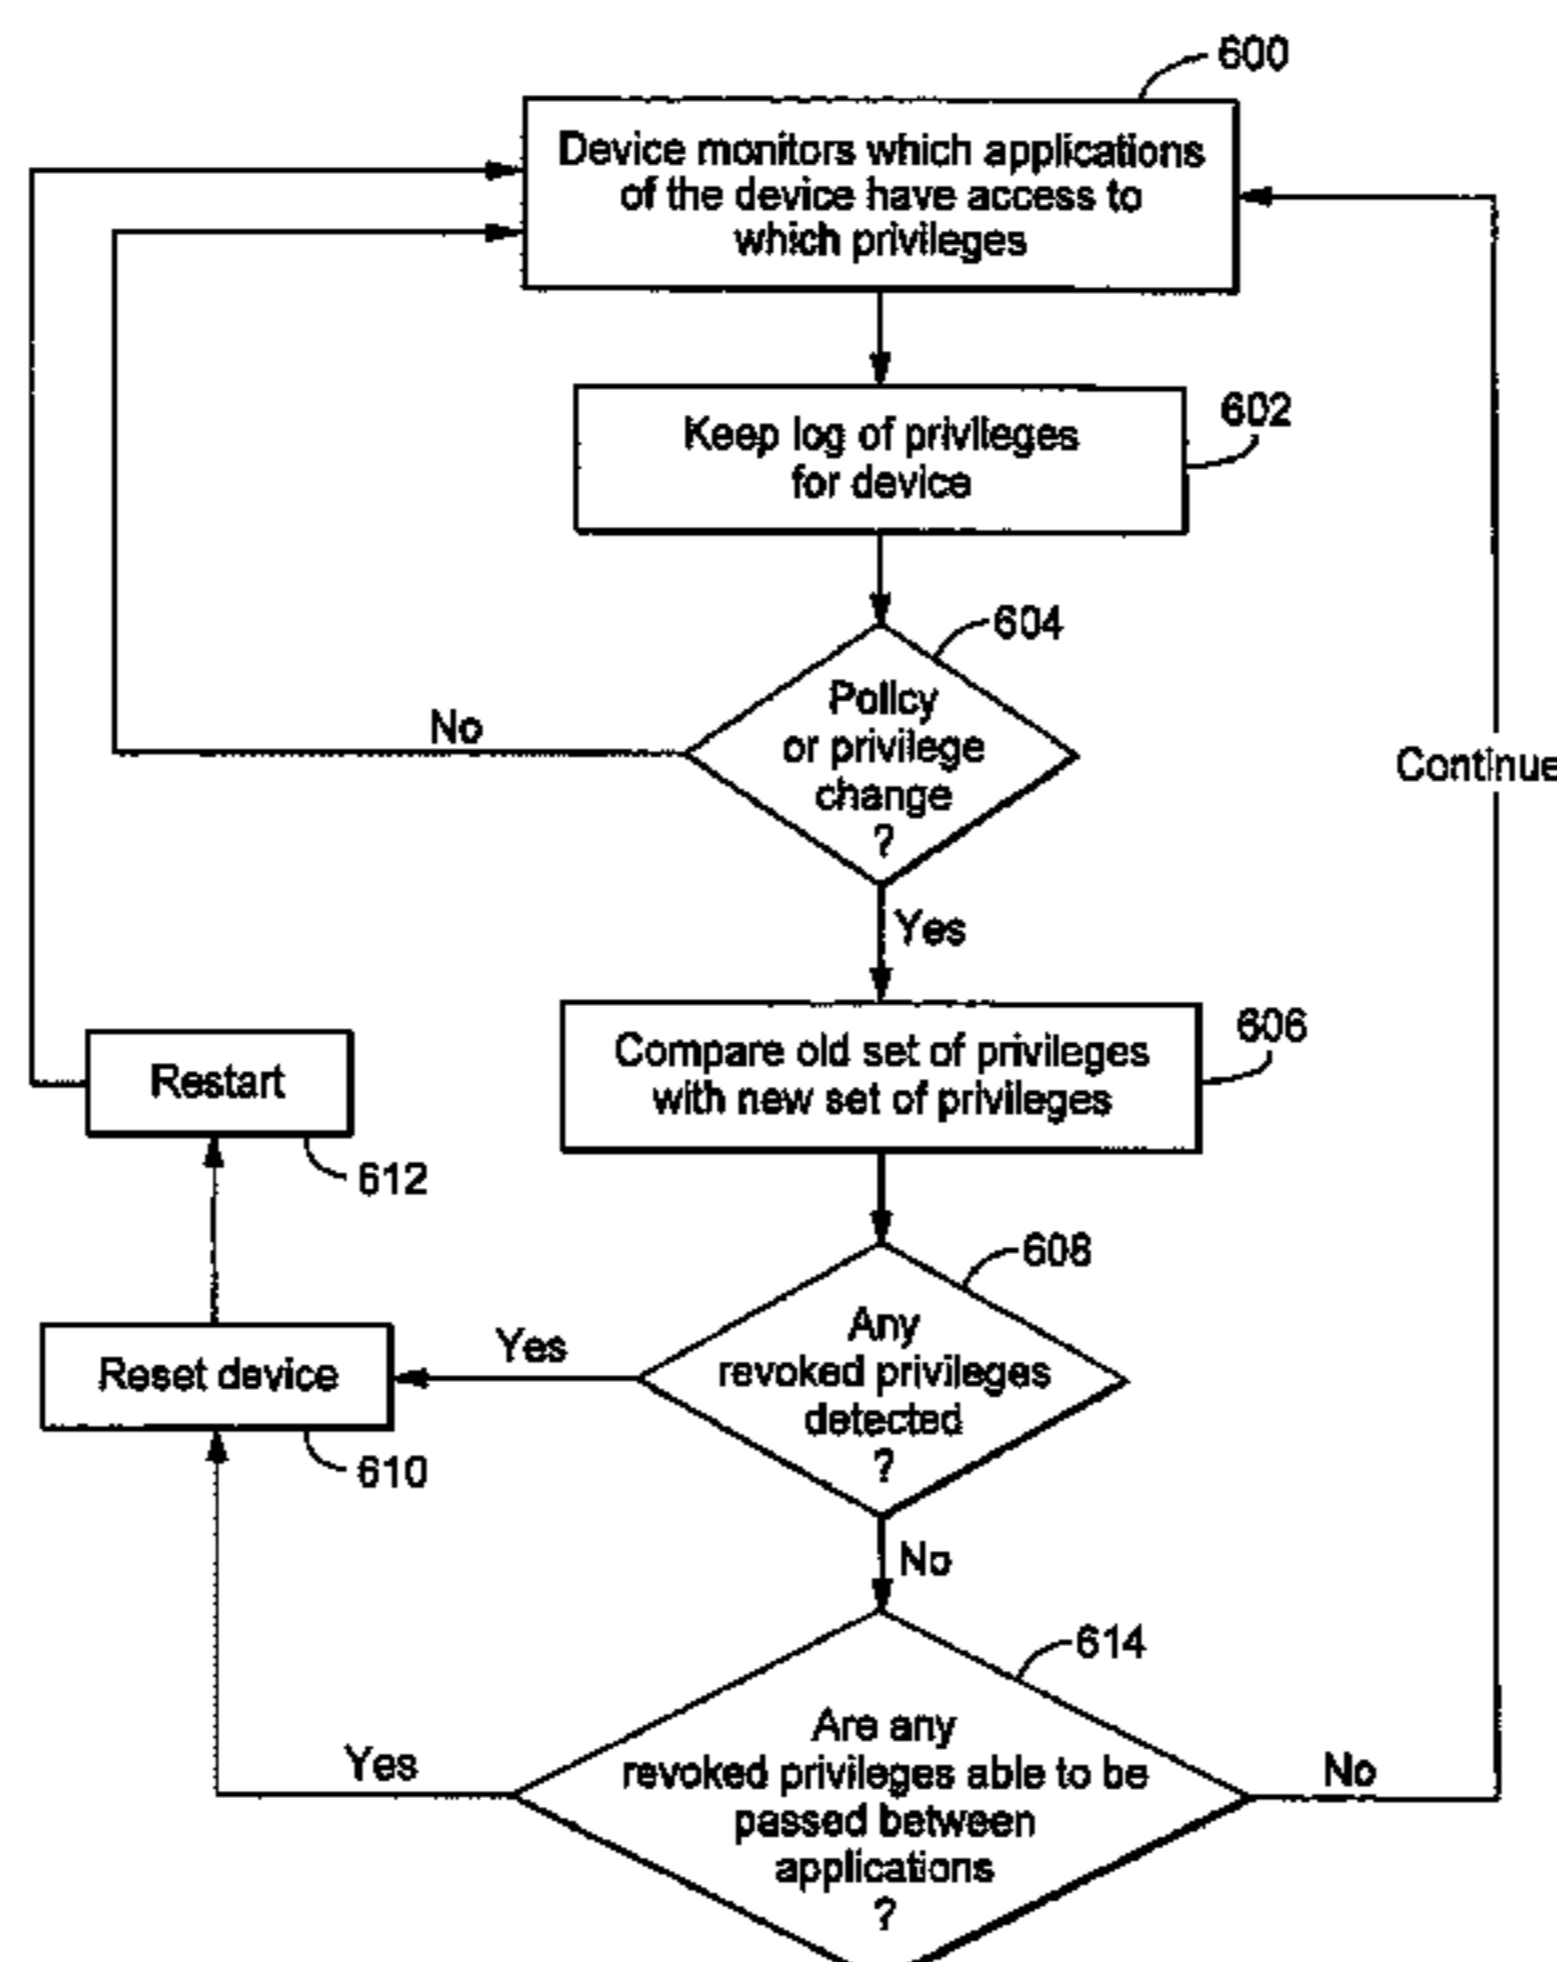 600
Device monitors which applications
of the device have access to
which privileges
602
Keep log of privileges
for device
604
Policy
or privilege
change
?
No
Continue
Yes
606
Compare old set of privileges
with new set of privileges
Restart
612
608
Any
revoked privileges
detected
?
Yes
Reset device
610
No
614
Are any
revoked privileges able to be
passed between
applications
?
Yes
No